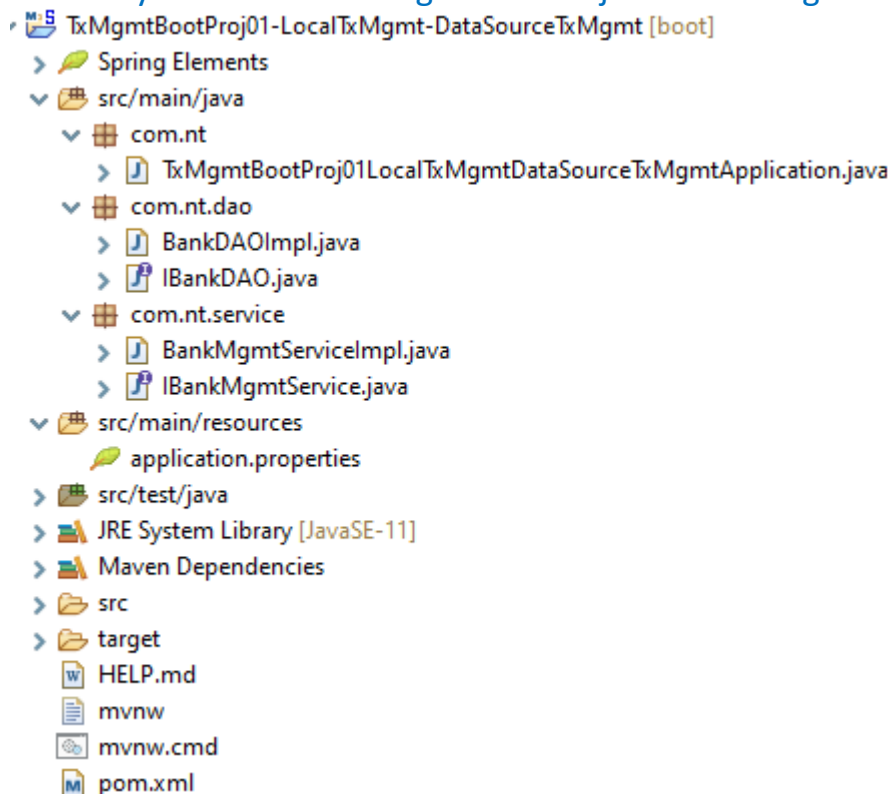 TxMgmtBootProj01-LocalTxMgmt-DataSourceTxMgmt [boot]
Spring Elements
src/main/java
com.nt
TxMgmtBootProj01LocalTxMgmtDataSourceTxMgmtApplication.java
com.nt.dao
BankDAOImpl.java
IBankDAO.java
com.nt.service
BankMgmtServiceImpl.java
IBankMgmtService.java
src/main/resources
application.properties
src/test/java
JRE System Library [JavaSE-11]
Maven Dependencies
src
target
HELP.md
mvnw
mvnw.cmd
pom.xml